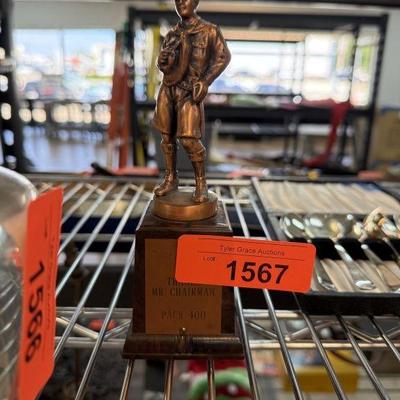 Tyler Grace Auctions
Lot#
1567
1566
MR. CHAIRMAN
PACK 400